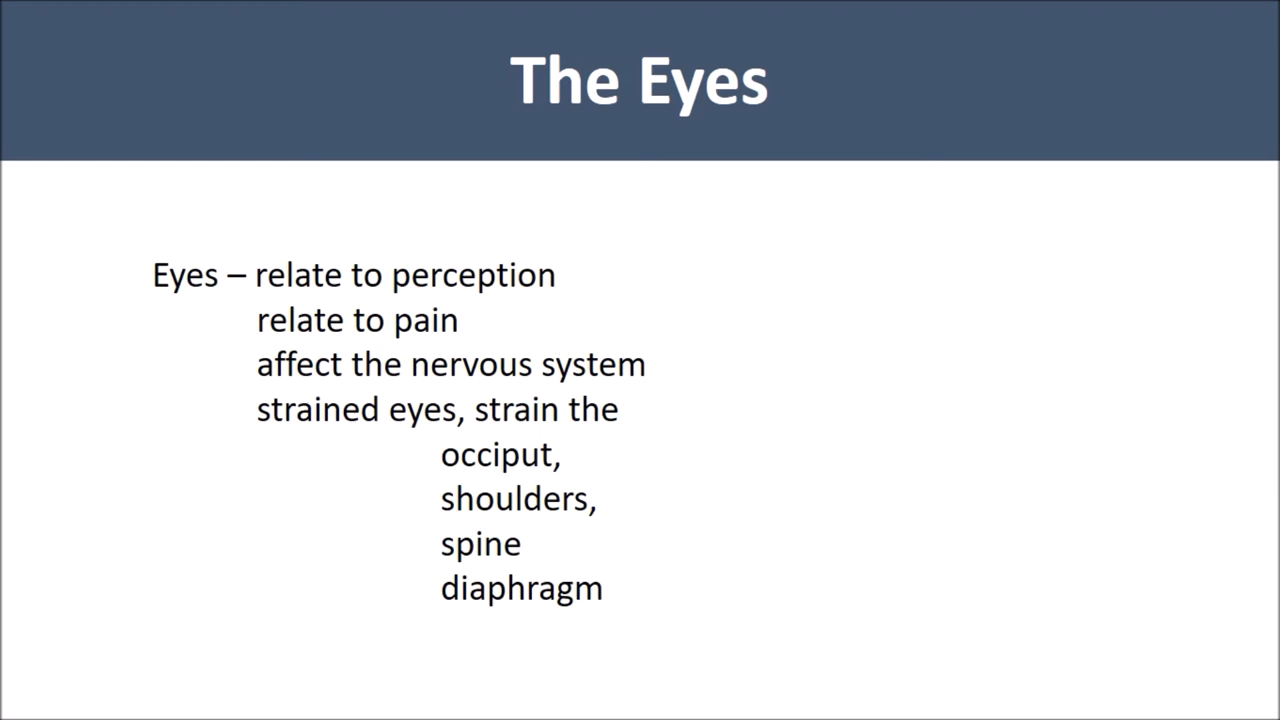 The Eyes
Eyes – relate to perception
relate to pain
affect the nervous system
strained eyes, strain the
occiput,
shoulders,
spine
diaphragm